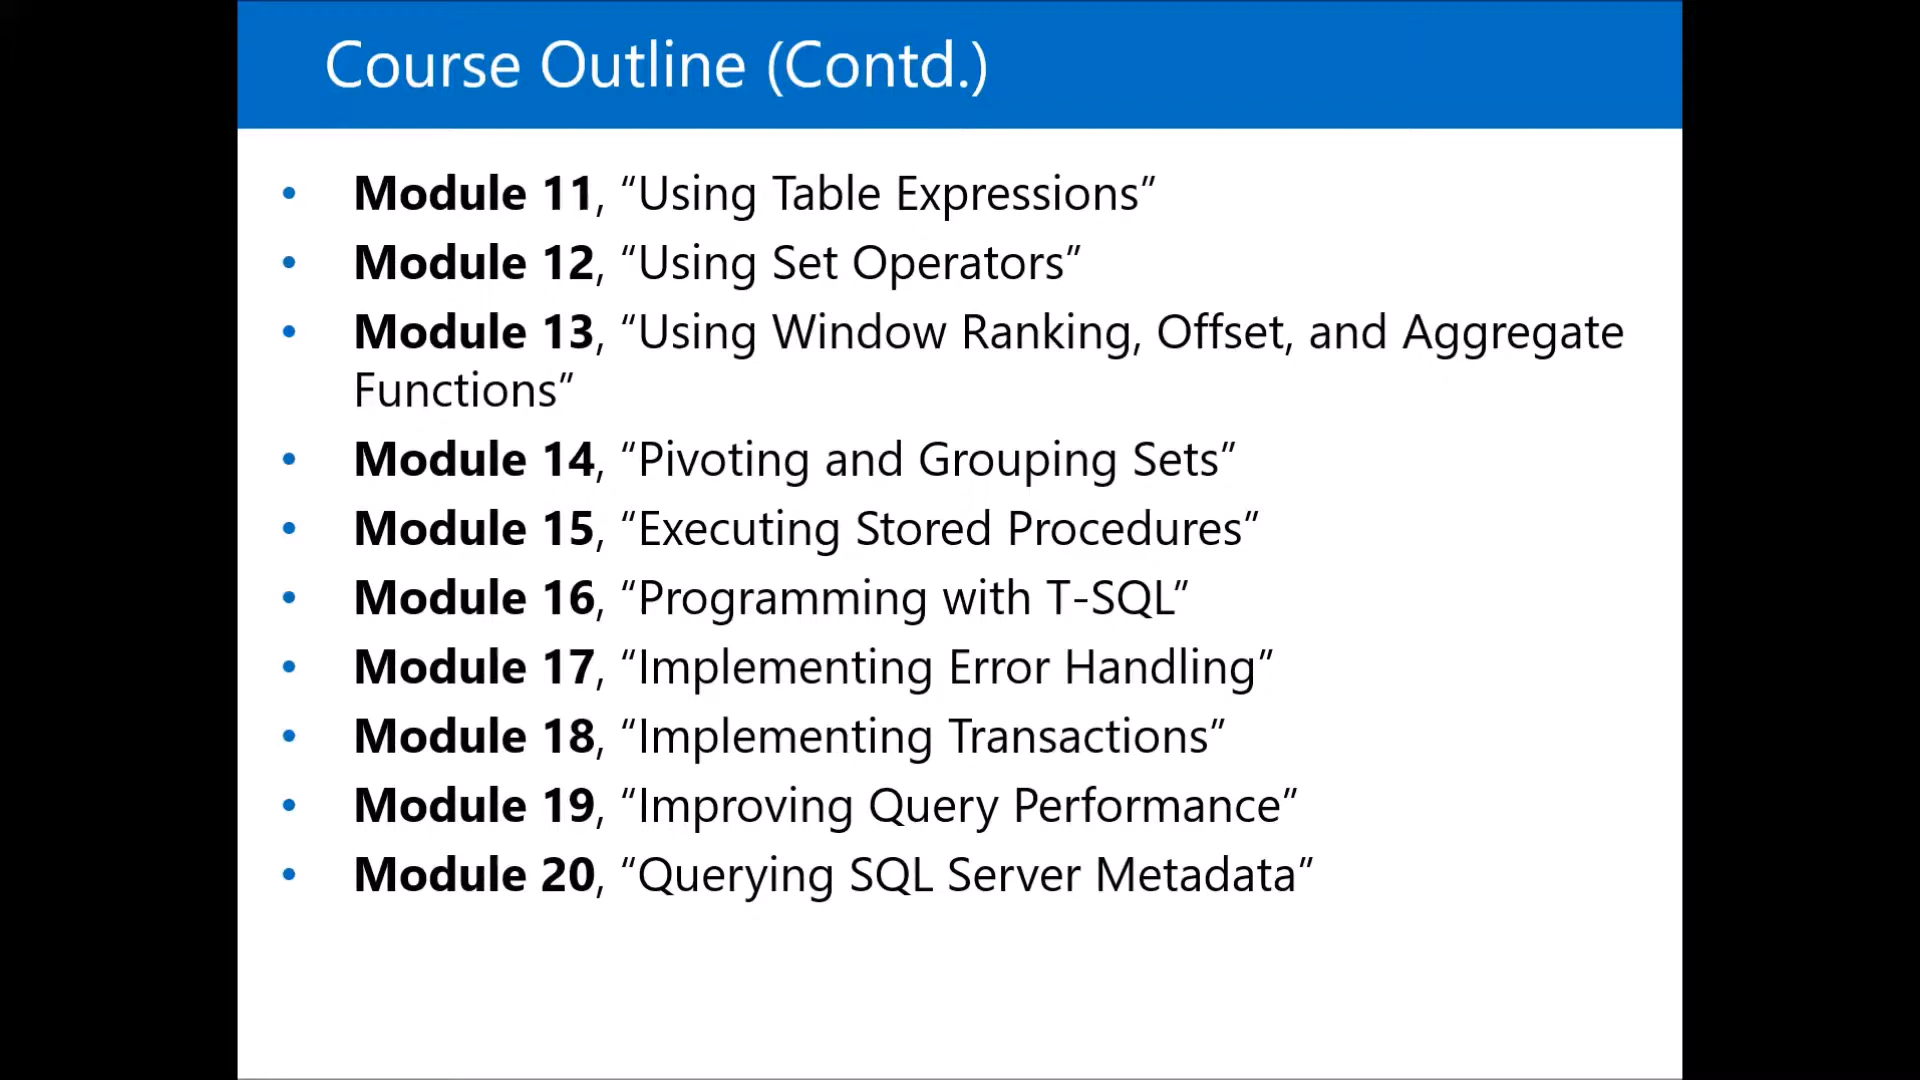 Course Outline (Contd.)
• Module 11, “Using Table Expressions”
• Module 12, “Using Set Operators”
• Module 13, “Using Window Ranking, Offset, and Aggregate
Functions”
• Module 14, “Pivoting and Grouping Sets”
• Module 15, “Executing Stored Procedures”
• Module 16, “Programming with T-SQL”
• Module 17, “Implementing Error Handling”
• Module 18, “Implementing Transactions”
• Module 19, “Improving Query Performance”
• Module 20, “Querying SQL Server Metadata”